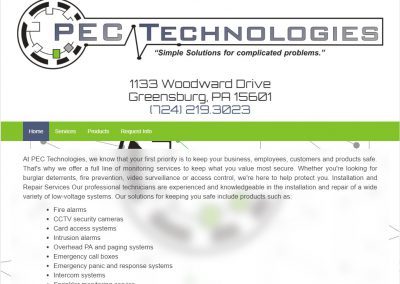 PEC TECHNOLOGIES
"Simple Solutions for complicated problems."
1133 Woodward Drive
Greensburg, PA 15601
(724) 219.3023
Home Services Products Request Info
At PEC Technologies, we know that your first priority is to keep your business, employees, customers and products safe.
That's why we offer a full line of monitoring services to keep what you value most secure. Whether you're looking for
burglar deterrents, fire prevention, video surveillance or access control, we're here to help protect you. Installation and
Repair Services Our professional technicians are experienced and knowledgeable in the installation and repair of a wide
variety of low-voltage systems. Our solutions for keeping you safe include products such as:
• Fire alarms
• CCTV security cameras
• Card access systems
• Intrusion alarms
• Overhead PA and paging systems
• Emergency call boxes
• Emergency panic and response systems
• Intercom systems
• Sprinkler monitoring service